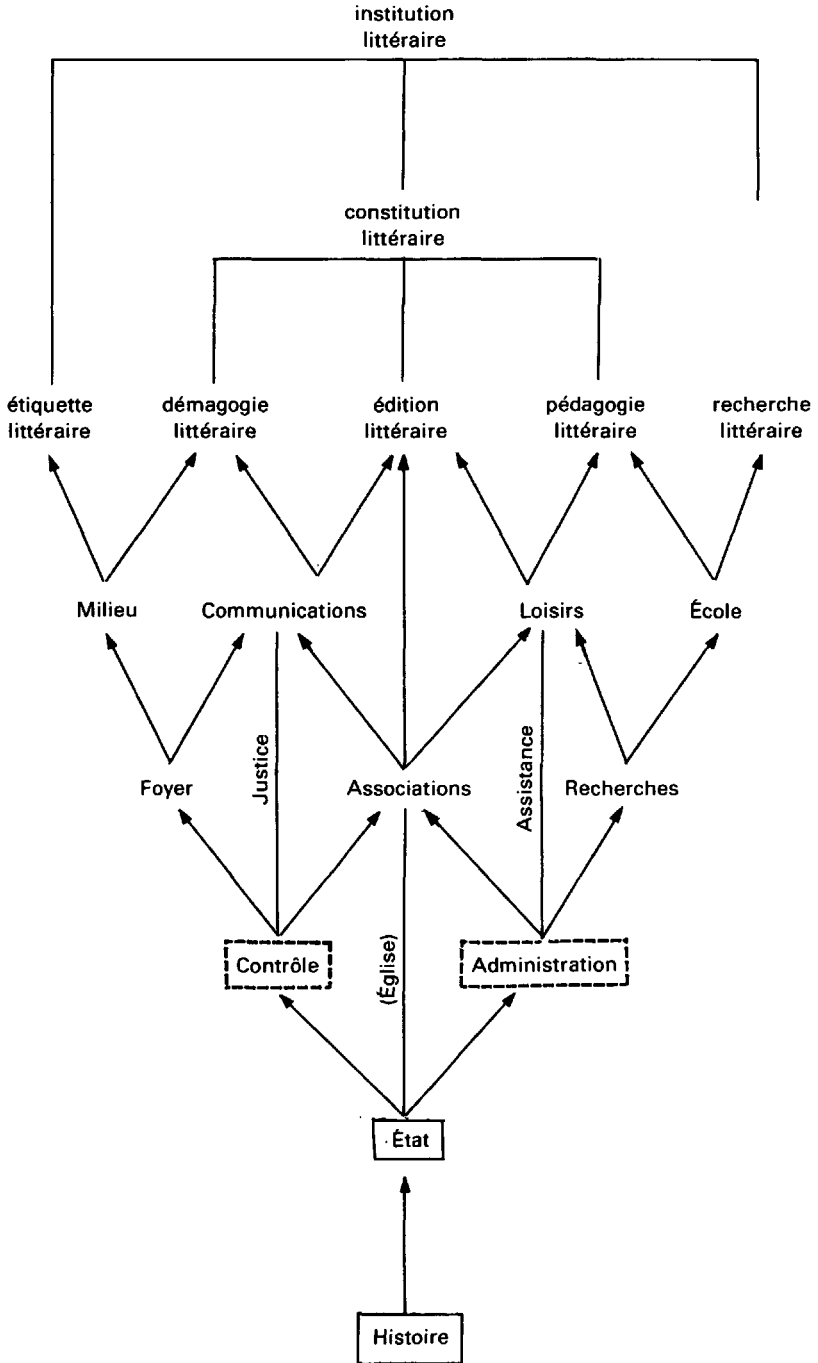 institution
littéraire
constitution
littéraire
étiquette
littéraire
démagogie
littéraire
édition
littéraire
pédagogie
littéraire
recherche
littéraire
Milieu
Communications
Loisirs
École
Justice
Assistance
Foyer
Associations
Recherches
Contrôle
(Église)
Administration
État
Histoire